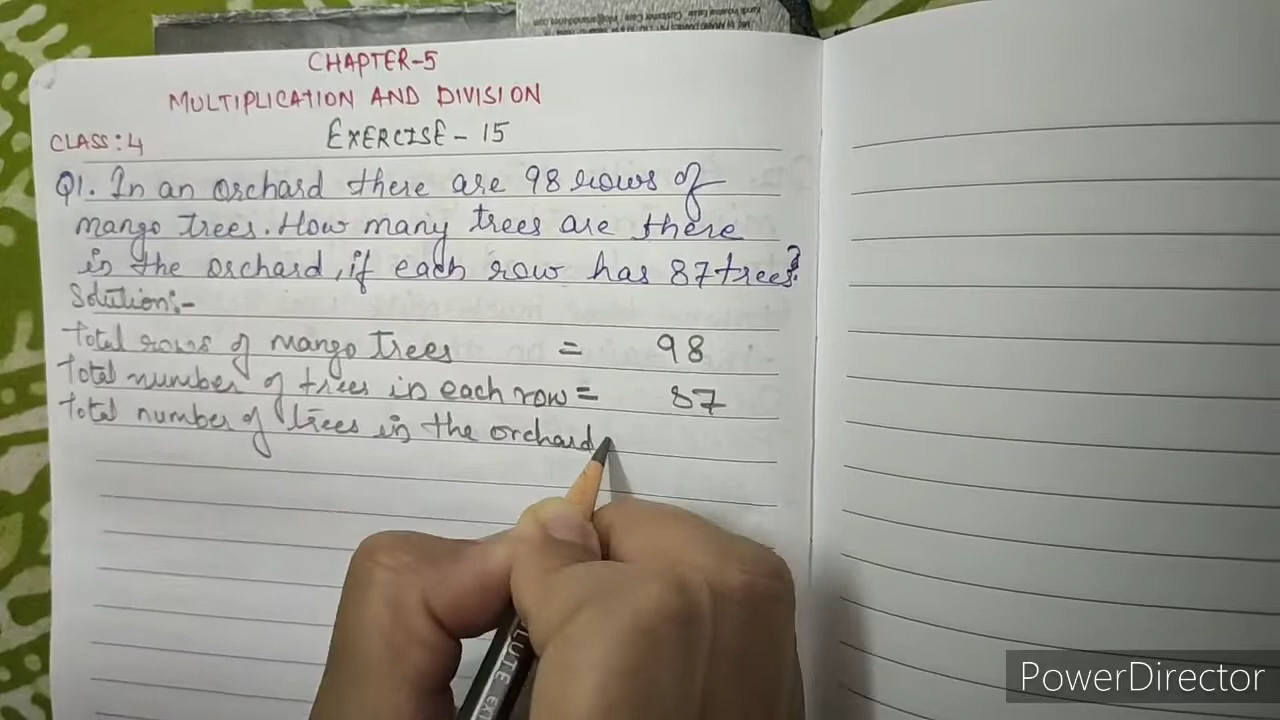 CHAPTER-5
MULTIPLICATION AND DIVISION
CLASS:4
EXERCISE-15
Q1. In an orchard there are 98 rows of
mango trees. How many trees are there
in the orchard, if each row has 87 trees?
Solution:-
Total rows of mango trees = 98
Total number of trees in each row = 87
Total number of trees in the orchard
LUTE EXT
PowerDirector